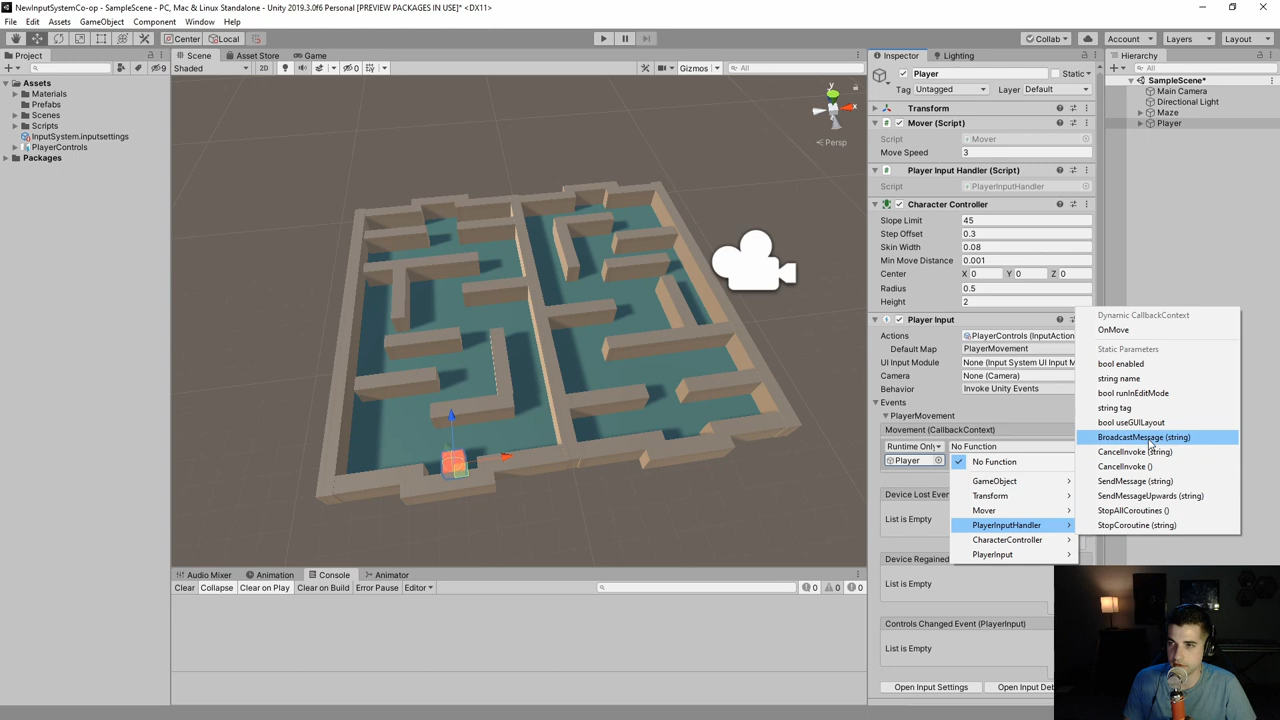 NewInputSystemCo-op - SampleScene - PC, Mac & Linux Standalone - Unity 2019.3.0f6 Personal [PREVIEW PACKAGES IN USE]* <DX11>
File Edit Assets GameObject Component Window Help
Center Local Collab Account Layers Layout
Project
9
Assets
Materials
Prefabs
Scenes
Scripts
InputSystem.inputsettings
PlayerControls
Packages
Scene Asset Store Game
Shaded 2D 0 Gizmos All
y
x
Persp
Audio Mixer Animation Console Animator
Clear Collapse Clear on Play Clear on Build Error Pause Editor 0 0 0
Inspector Lighting
Player Static
Tag Untagged Layer Default
Transform
Mover (Script)
Script Mover
Move Speed 3
Player Input Handler (Script)
Script PlayerInputHandler
Character Controller
Slope Limit 45
Step Offset 0.3
Skin Width 0.08
Min Move Distance 0.001
Center X 0 Y 0 Z 0
Radius 0.5
Height 2
Player Input
Actions PlayerControls (InputAction
Default Map PlayerMovement
UI Input Module None (Input System UI Input M
Camera None (Camera)
Behavior Invoke Unity Events
Events
PlayerMovement
Movement (CallbackContext)
Runtime Only No Function
Player
Device Lost Even
List is Empty
Device Regained
List is Empty
Controls Changed Event (PlayerInput)
List is Empty
Open Input Settings Open Input Deb
No Function
GameObject
Transform
Mover
PlayerInputHandler
CharacterController
PlayerInput
Dynamic CallbackContext
OnMove
Static Parameters
bool enabled
string name
bool runInEditMode
string tag
bool useGUILayout
BroadcastMessage (string)
CancelInvoke (string)
CancelInvoke ()
SendMessage (string)
SendMessageUpwards (string)
StopAllCoroutines ()
StopCoroutine (string)
Hierarchy
All
SampleScene*
Main Camera
Directional Light
Maze
Player